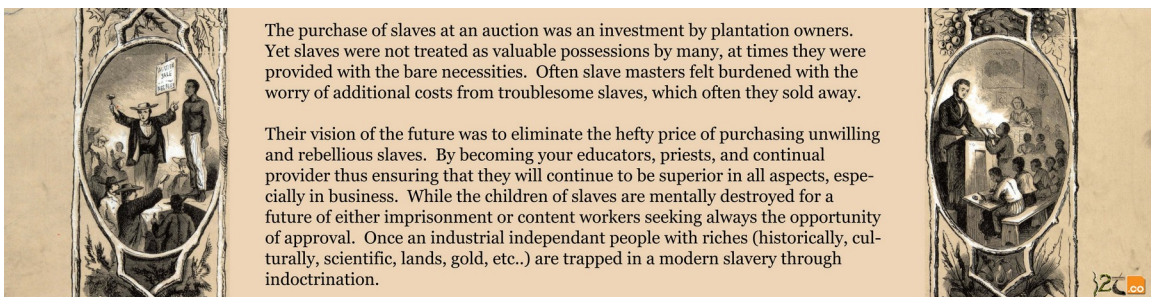 The purchase of slaves at an auction was an investment by plantation owners.
Yet slaves were not treated as valuable possessions by many, at times they were
provided with the bare necessities.  Often slave masters felt burdened with the
worry of additional costs from troublesome slaves, which often they sold away.
Their vision of the future was to eliminate the hefty price of purchasing unwilling
and rebellious slaves.  By becoming your educators, priests, and continual
provider thus ensuring that they will continue to be superior in all aspects, espe-
cially in business.  While the children of slaves are mentally destroyed for a
future of either imprisonment or content workers seeking always the opportunity
of approval.  Once an industrial independant people with riches (historically, cul-
turally, scientific, lands, gold, etc..) are trapped in a modern slavery through
indoctrination.
.co